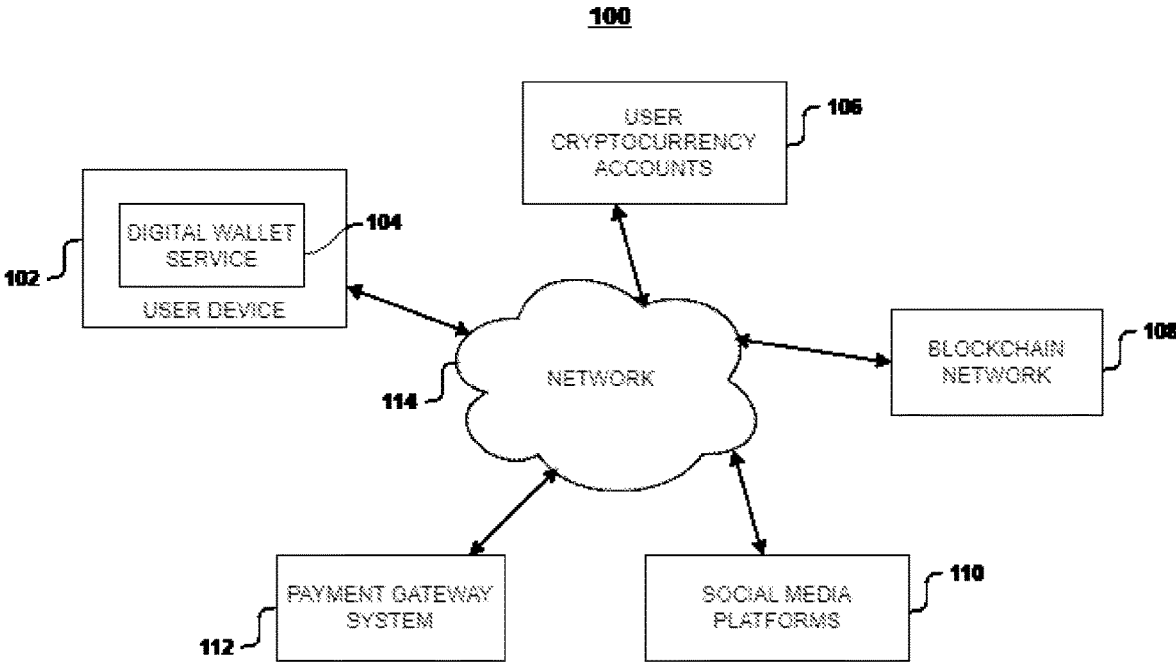 100
USER
CRYPTOCURRENCY
ACCOUNTS
106
DIGITAL WALLET
SERVICE
104
102
USER DEVICE
NETWORK
114
BLOCKCHAIN
NETWORK
108
PAYMENT GATEWAY
SYSTEM
112
SOCIAL MEDIA
PLATFORMS
110